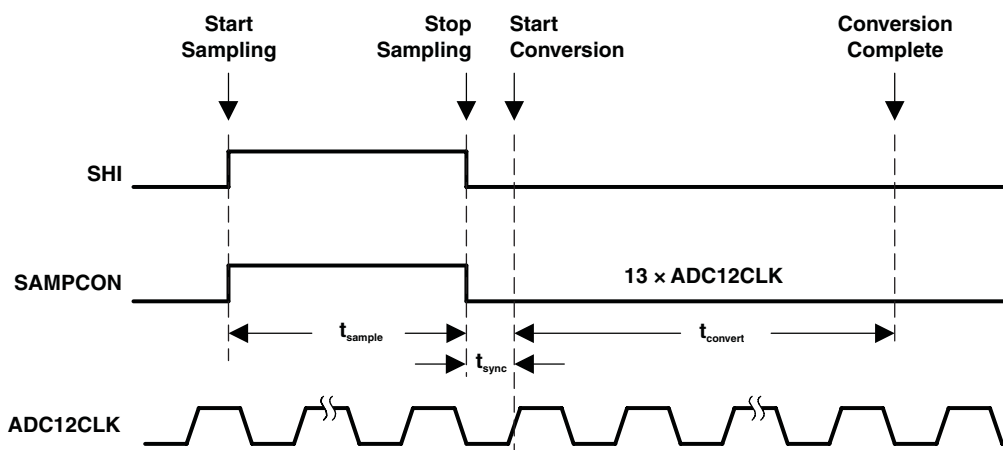 Start
Sampling
Stop
Sampling
Start
Conversion
Conversion
Complete
SHI
SAMPCON
13 × ADC12CLK
tsample
tconvert
tsync
ADC12CLK